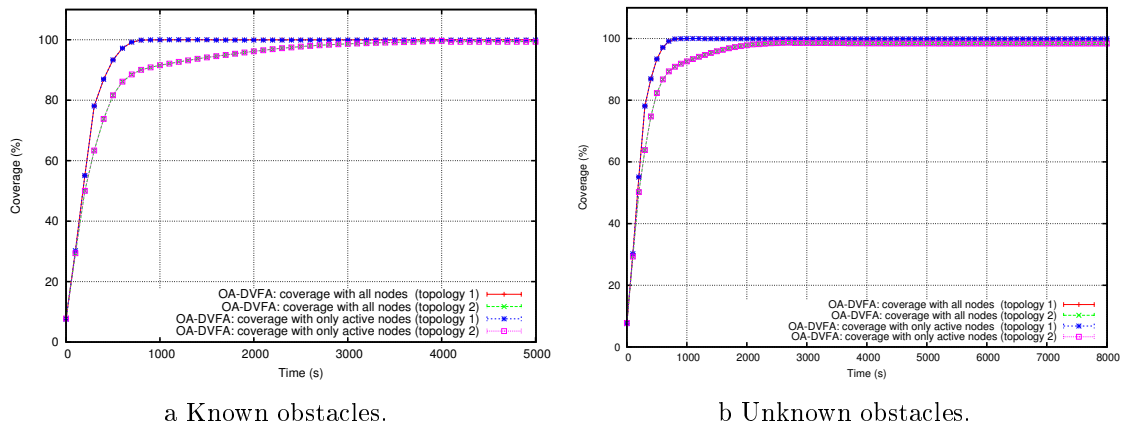 100
80
60
40
20
0
Coverage (%)
OA-DVFA: coverage with all nodes (topology 1)
OA-DVFA: coverage with all nodes (topology 2)
OA-DVFA: coverage with only active nodes (topology 1)
OA-DVFA: coverage with only active nodes (topology 2)
0 1000 2000 3000 4000 5000
Time (s)
a Known obstacles.
100
80
60
40
20
0
Coverage (%)
OA-DVFA: coverage with all nodes (topology 1)
OA-DVFA: coverage with all nodes (topology 2)
OA-DVFA: coverage with only active nodes (topology 1)
OA-DVFA: coverage with only active nodes (topology 2)
0 1000 2000 3000 4000 5000 6000 7000 8000
Time (s)
b Unknown obstacles.